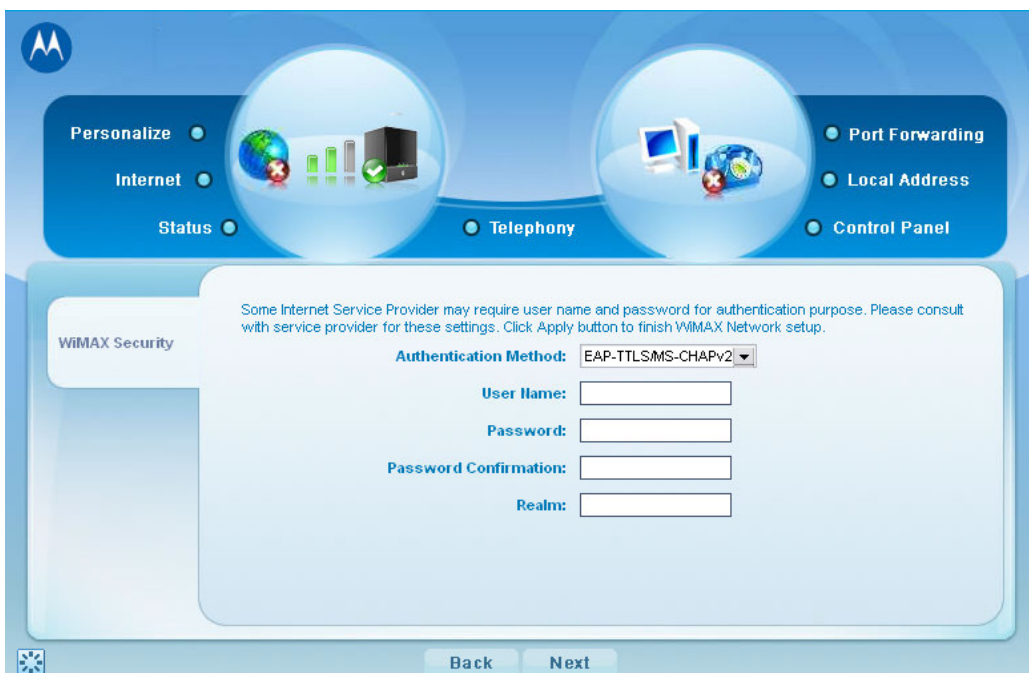 Personalize
Internet
Status
Telephony
Port Forwarding
Local Address
Control Panel
WiMAX Security
Some Internet Service Provider may require user name and password for authentication purpose. Please consult
with service provider for these settings. Click Apply button to finish WiMAX Network setup.
Authentication Method: EAP-TTLS/MS-CHAPv2
User Name:
Password:
Password Confirmation:
Realm:
Back Next